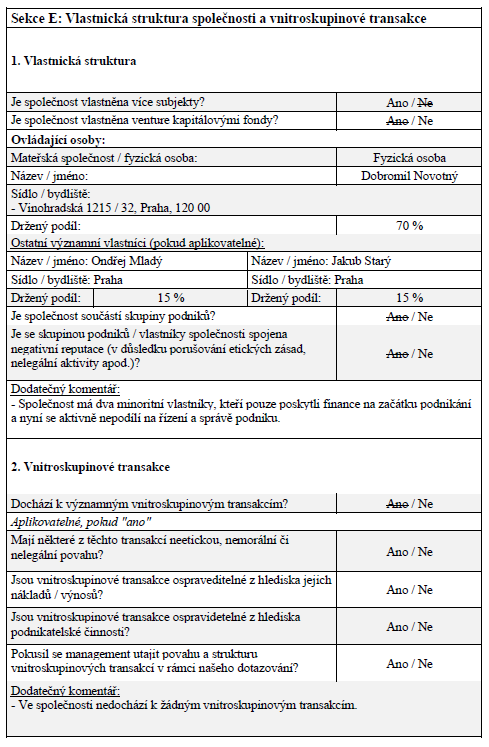 Sekce E: Vlastnická struktura společnosti a vnitroskupinové transakce
1. Vlastnická struktura
Je společnost vlastněna více subjekty? Ano / Ne
Je společnost vlastněna venture kapitálovými fondy? Ano / Ne
Ovládající osoby:
Mateřská společnost / fyzická osoba: Fyzická osoba
Název / jméno: Dobromil Novotný
Sídlo / bydliště:
- Vinohradská 1215 / 32, Praha, 120 00
Držený podíl: 70 %
Ostatní významní vlastníci (pokud aplikovatelné):
Název / jméno: Ondřej Mladý Název / jméno: Jakub Starý
Sídlo / bydliště: Praha Sídlo / bydliště: Praha
Držený podíl: 15 % Držený podíl: 15 %
Je společnost součástí skupiny podniků? Ano / Ne
Je se skupinou podniků / vlastníky společnosti spojena
negativní reputace (v důsledku porušování etických zásad,
nelegální aktivity apod.)? Ano / Ne
Dodatečný komentář:
- Společnost má dva minoritní vlastníky, kteří pouze poskytli finance na začátku podnikání
a nyní se aktivně nepodílí na řízení a správě podniku.
2. Vnitroskupinové transakce
Dochází k významným vnitroskupinovým transakcím? Ano / Ne
Aplikovatelné, pokud "ano"
Mají některé z těchto transakcí neetickou, nemorální či
nelegální povahu? Ano / Ne
Jsou vnitroskupinové transakce ospraveditelné z hlediska jejich
nákladů / výnosů? Ano / Ne
Jsou vnitroskupinové transakce ospravidetelné z hlediska
podnikatelské činnosti? Ano / Ne
Pokusil se management utajit povahu a strukturu
vnitroskupinových transakcí v rámci našeho dotazování? Ano / Ne
Dodatečný komentář:
- Ve společnosti nedochází k žádným vnitroskupinovým transakcím.